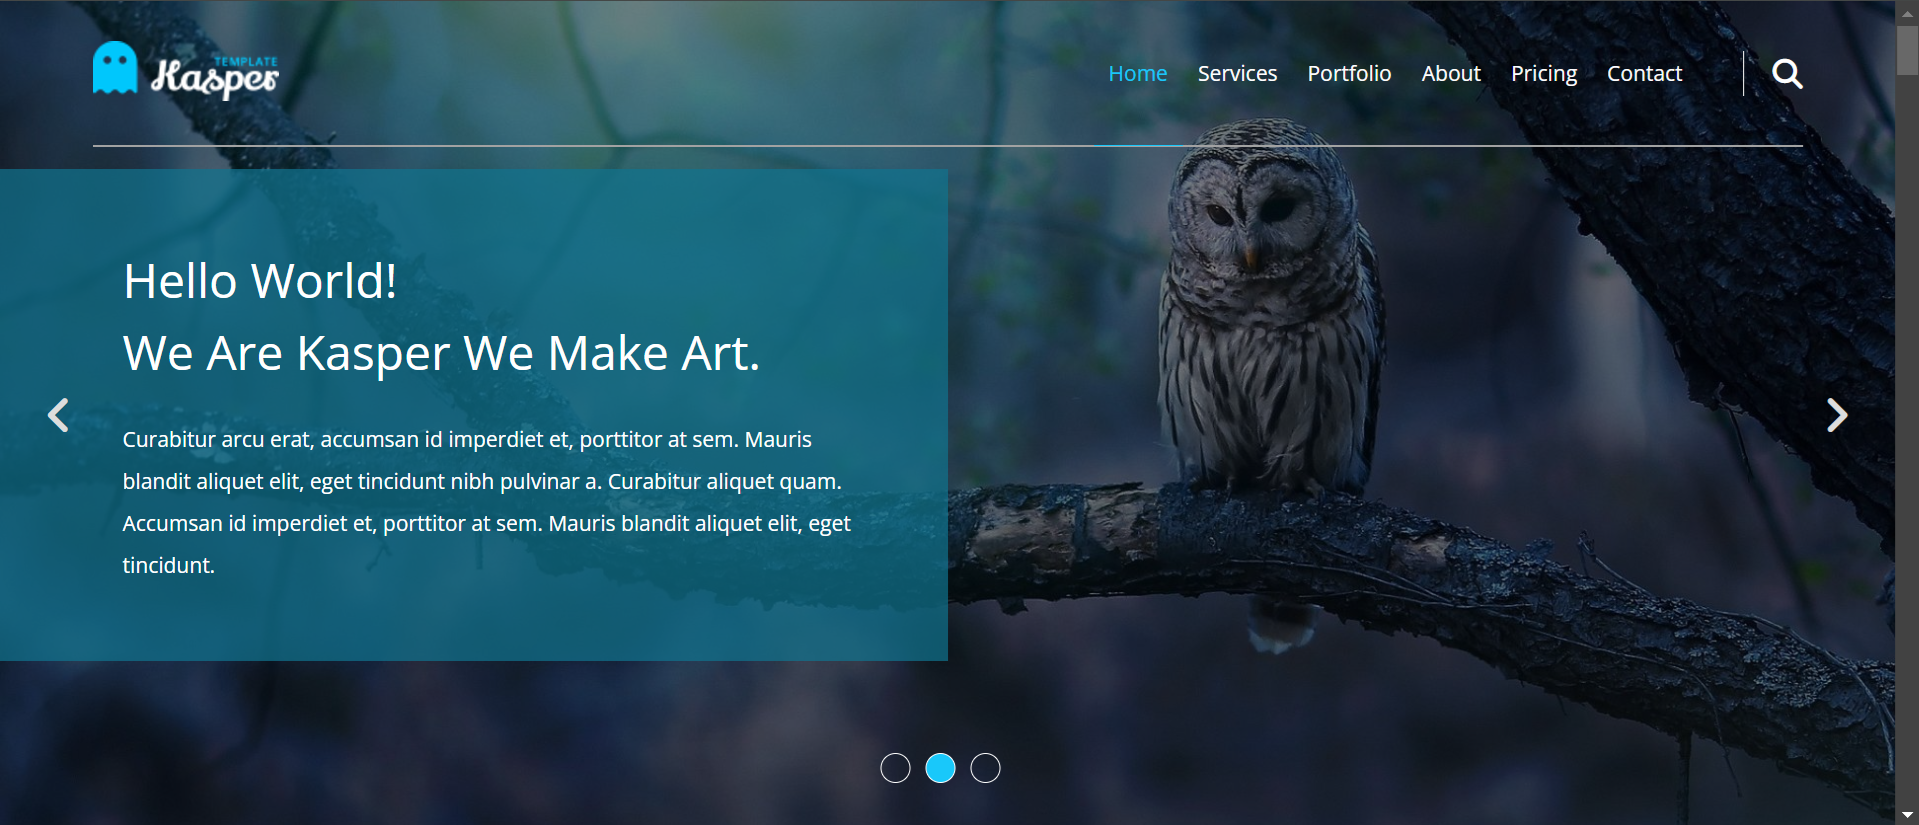 TEMPLATE
Kasper
Home Services Portfolio About Pricing Contact
Hello World!
We Are Kasper We Make Art.
Curabitur arcu erat, accumsan id imperdiet et, porttitor at sem. Mauris
blandit aliquet elit, eget tincidunt nibh pulvinar a. Curabitur aliquet quam.
Accumsan id imperdiet et, porttitor at sem. Mauris blandit aliquet elit, eget
tincidunt.